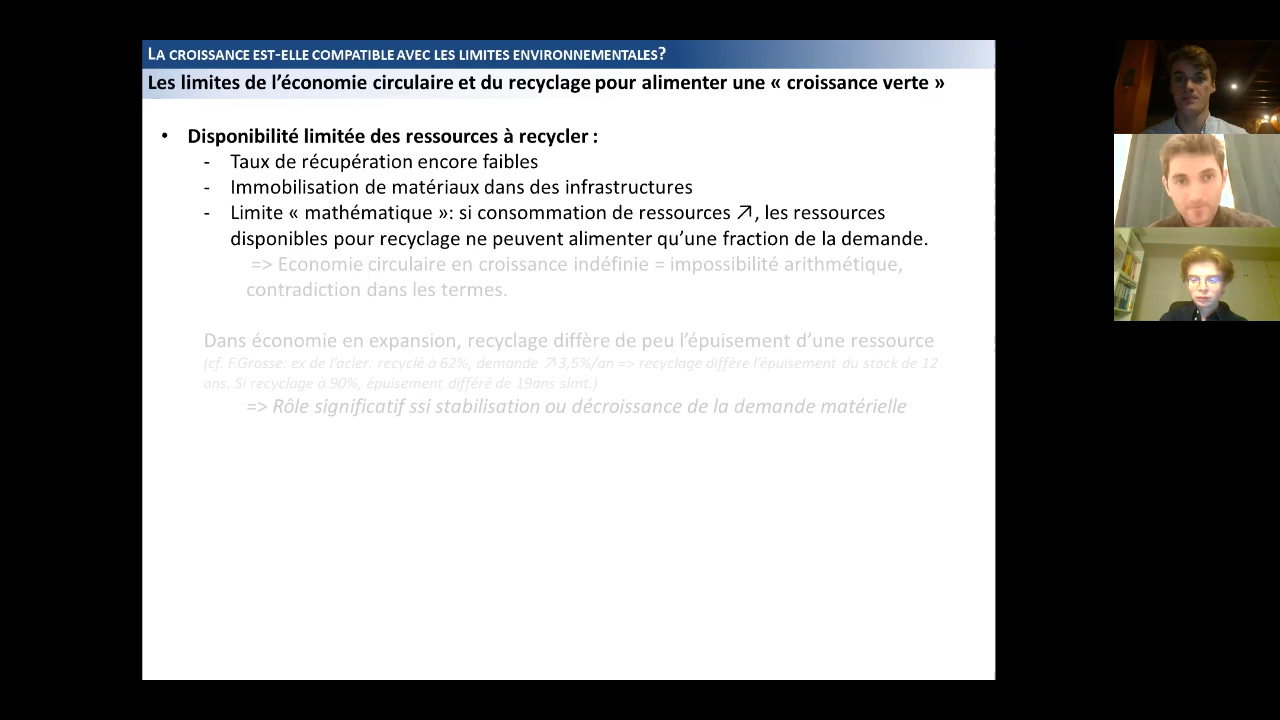 LA CROISSANCE EST-ELLE COMPATIBLE AVEC LES LIMITES ENVIRONNEMENTALES?
Les limites de l’économie circulaire et du recyclage pour alimenter une « croissance verte »
• Disponibilité limitée des ressources à recycler :
- Taux de récupération encore faibles
- Immobilisation de matériaux dans des infrastructures
- Limite « mathématique »: si consommation de ressources ↗, les ressources
disponibles pour recyclage ne peuvent alimenter qu’une fraction de la demande.
=> Economie circulaire en croissance indéfinie = impossibilité arithmétique,
contradiction dans les termes.
Dans économie en expansion, recyclage diffère de peu l’épuisement d’une ressource
(cf. F.Grosse: ex de l’acier: recyclé à 62%, demande ↗3,5%/an => recyclage diffère l’épuisement du stock de 12
ans. Si recyclage à 90%, épuisement différé de 19ans slmt.)
=> Rôle significatif ssi stabilisation ou décroissance de la demande matérielle